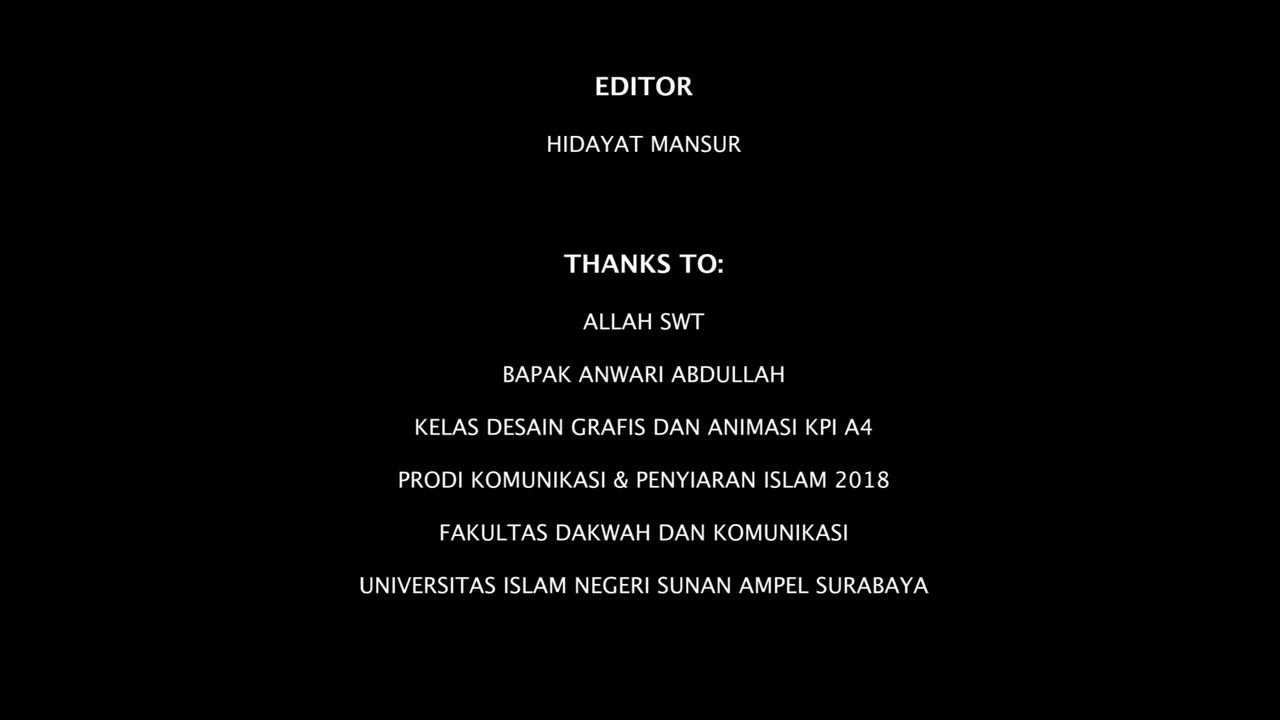 EDITOR
HIDAYAT MANSUR
THANKS TO:
ALLAH SWT
BAPAK ANWARI ABDULLAH
KELAS DESAIN GRAFIS DAN ANIMASI KPI A4
PRODI KOMUNIKASI & PENYIARAN ISLAM 2018
FAKULTAS DAKWAH DAN KOMUNIKASI
UNIVERSITAS ISLAM NEGERI SUNAN AMPEL SURABAYA